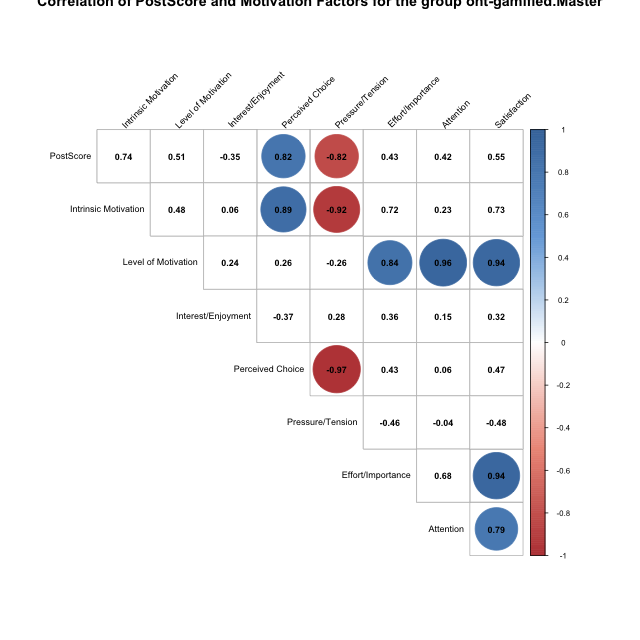 Correlation of PostScore and Motivation Factors for the group ont-gamified.Master
Intrinsic Motivation
Level of Motivation
Interest/Enjoyment
Perceived Choice
Pressure/Tension
Effort/Importance
Attention
Satisfaction
PostScore 0.74 0.51 -0.35 0.82 -0.82 0.43 0.42 0.55
Intrinsic Motivation 0.48 0.06 0.89 -0.92 0.72 0.23 0.73
Level of Motivation 0.24 0.26 -0.26 0.84 0.96 0.94
Interest/Enjoyment -0.37 0.28 0.36 0.15 0.32
Perceived Choice -0.97 0.43 0.06 0.47
Pressure/Tension -0.46 -0.04 -0.48
Effort/Importance 0.68 0.94
Attention 0.79
1
0.8
0.6
0.4
0.2
0
-0.2
-0.4
-0.6
-0.8
-1